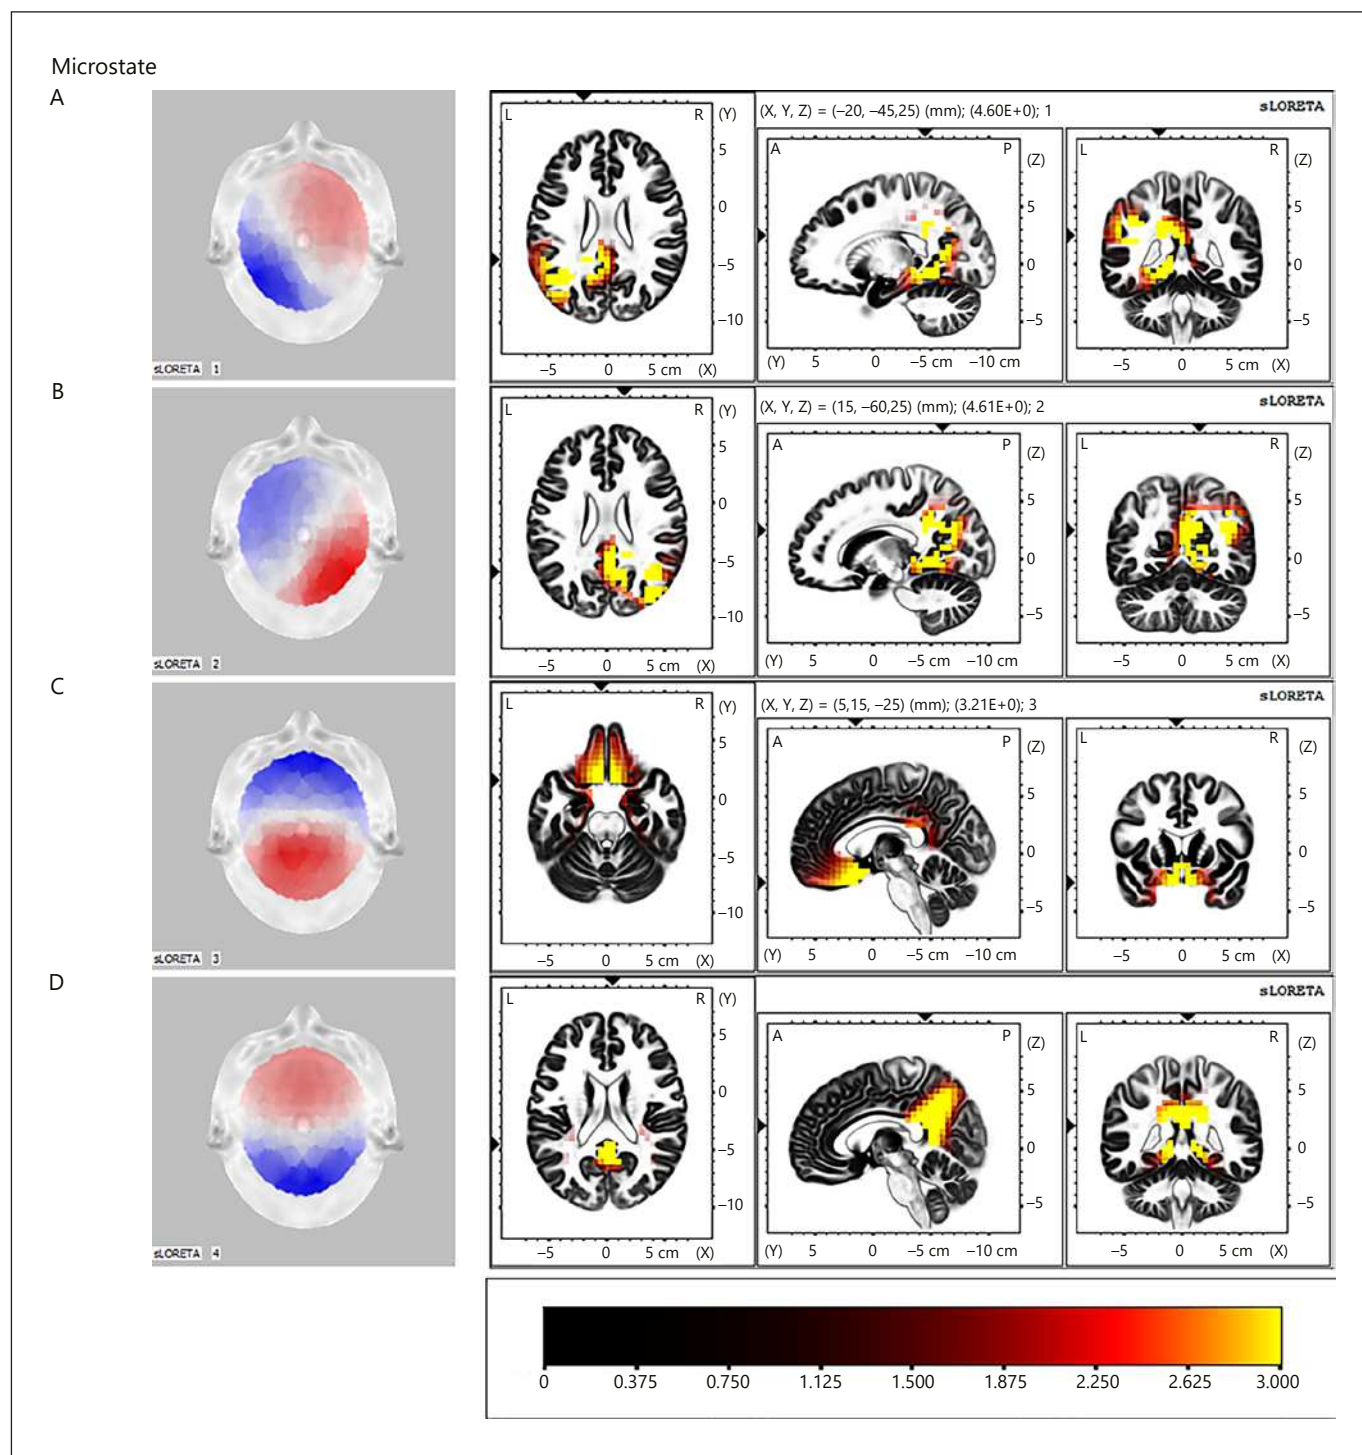 Microstate
A
L R (Y)
(X, Y, Z) = (–20, –45,25) (mm); (4.60E+0); 1
sLORETA
A P (Z)
L R (Z)
5
0
–5
–10
5
0
–5
5
0
–5
–5 0 5 cm (X)
(Y) 5 0 –5 cm –10 cm
–5 0 5 cm (X)
sLORETA 1
B
L R (Y)
(X, Y, Z) = (15, –60,25) (mm); (4.61E+0); 2
sLORETA
A P (Z)
L R (Z)
5
0
–5
–10
5
0
–5
5
0
–5
–5 0 5 cm (X)
(Y) 5 0 –5 cm –10 cm
–5 0 5 cm (X)
sLORETA 2
C
L R (Y)
(X, Y, Z) = (5,15, –25) (mm); (3.21E+0); 3
sLORETA
A P (Z)
L R (Z)
5
0
–5
–10
5
0
–5
5
0
–5
–5 0 5 cm (X)
(Y) 5 0 –5 cm –10 cm
–5 0 5 cm (X)
sLORETA 3
D
L R (Y)
sLORETA
A P (Z)
L R (Z)
5
0
–5
–10
5
0
–5
5
0
–5
–5 0 5 cm (X)
(Y) 5 0 –5 cm –10 cm
–5 0 5 cm (X)
sLORETA 4
0 0.375 0.750 1.125 1.500 1.875 2.250 2.625 3.000